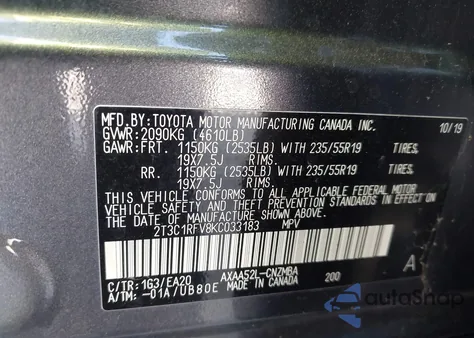 MFD.BY:TOYOTA MOTOR MANUFACTURING CANADA INC. 10/19
GVWR:2090KG (4610LB)
GAWR:FRT. 1150KG (2535LB) WITH 235/55R19 TIRES,
19X7.5J RIMS.
RR. 1150KG (2535LB) WITH 235/55R19 TIRES,
19X7.5J RIMS.
THIS VEHICLE CONFORMS TO ALL APPLICABLE FEDERAL MOTOR
VEHICLE SAFETY STANDARDS IN EFFECT ON THE DATE OF
MANUFACTURE SHOWN ABOVE.
2T3C1RFV8KC033183 MPV
C/TR:1G3/EA20 AXAA52L-CNZMBA A
A/TM:-01A/UB80E MADE IN CANADA 200
AutoShop